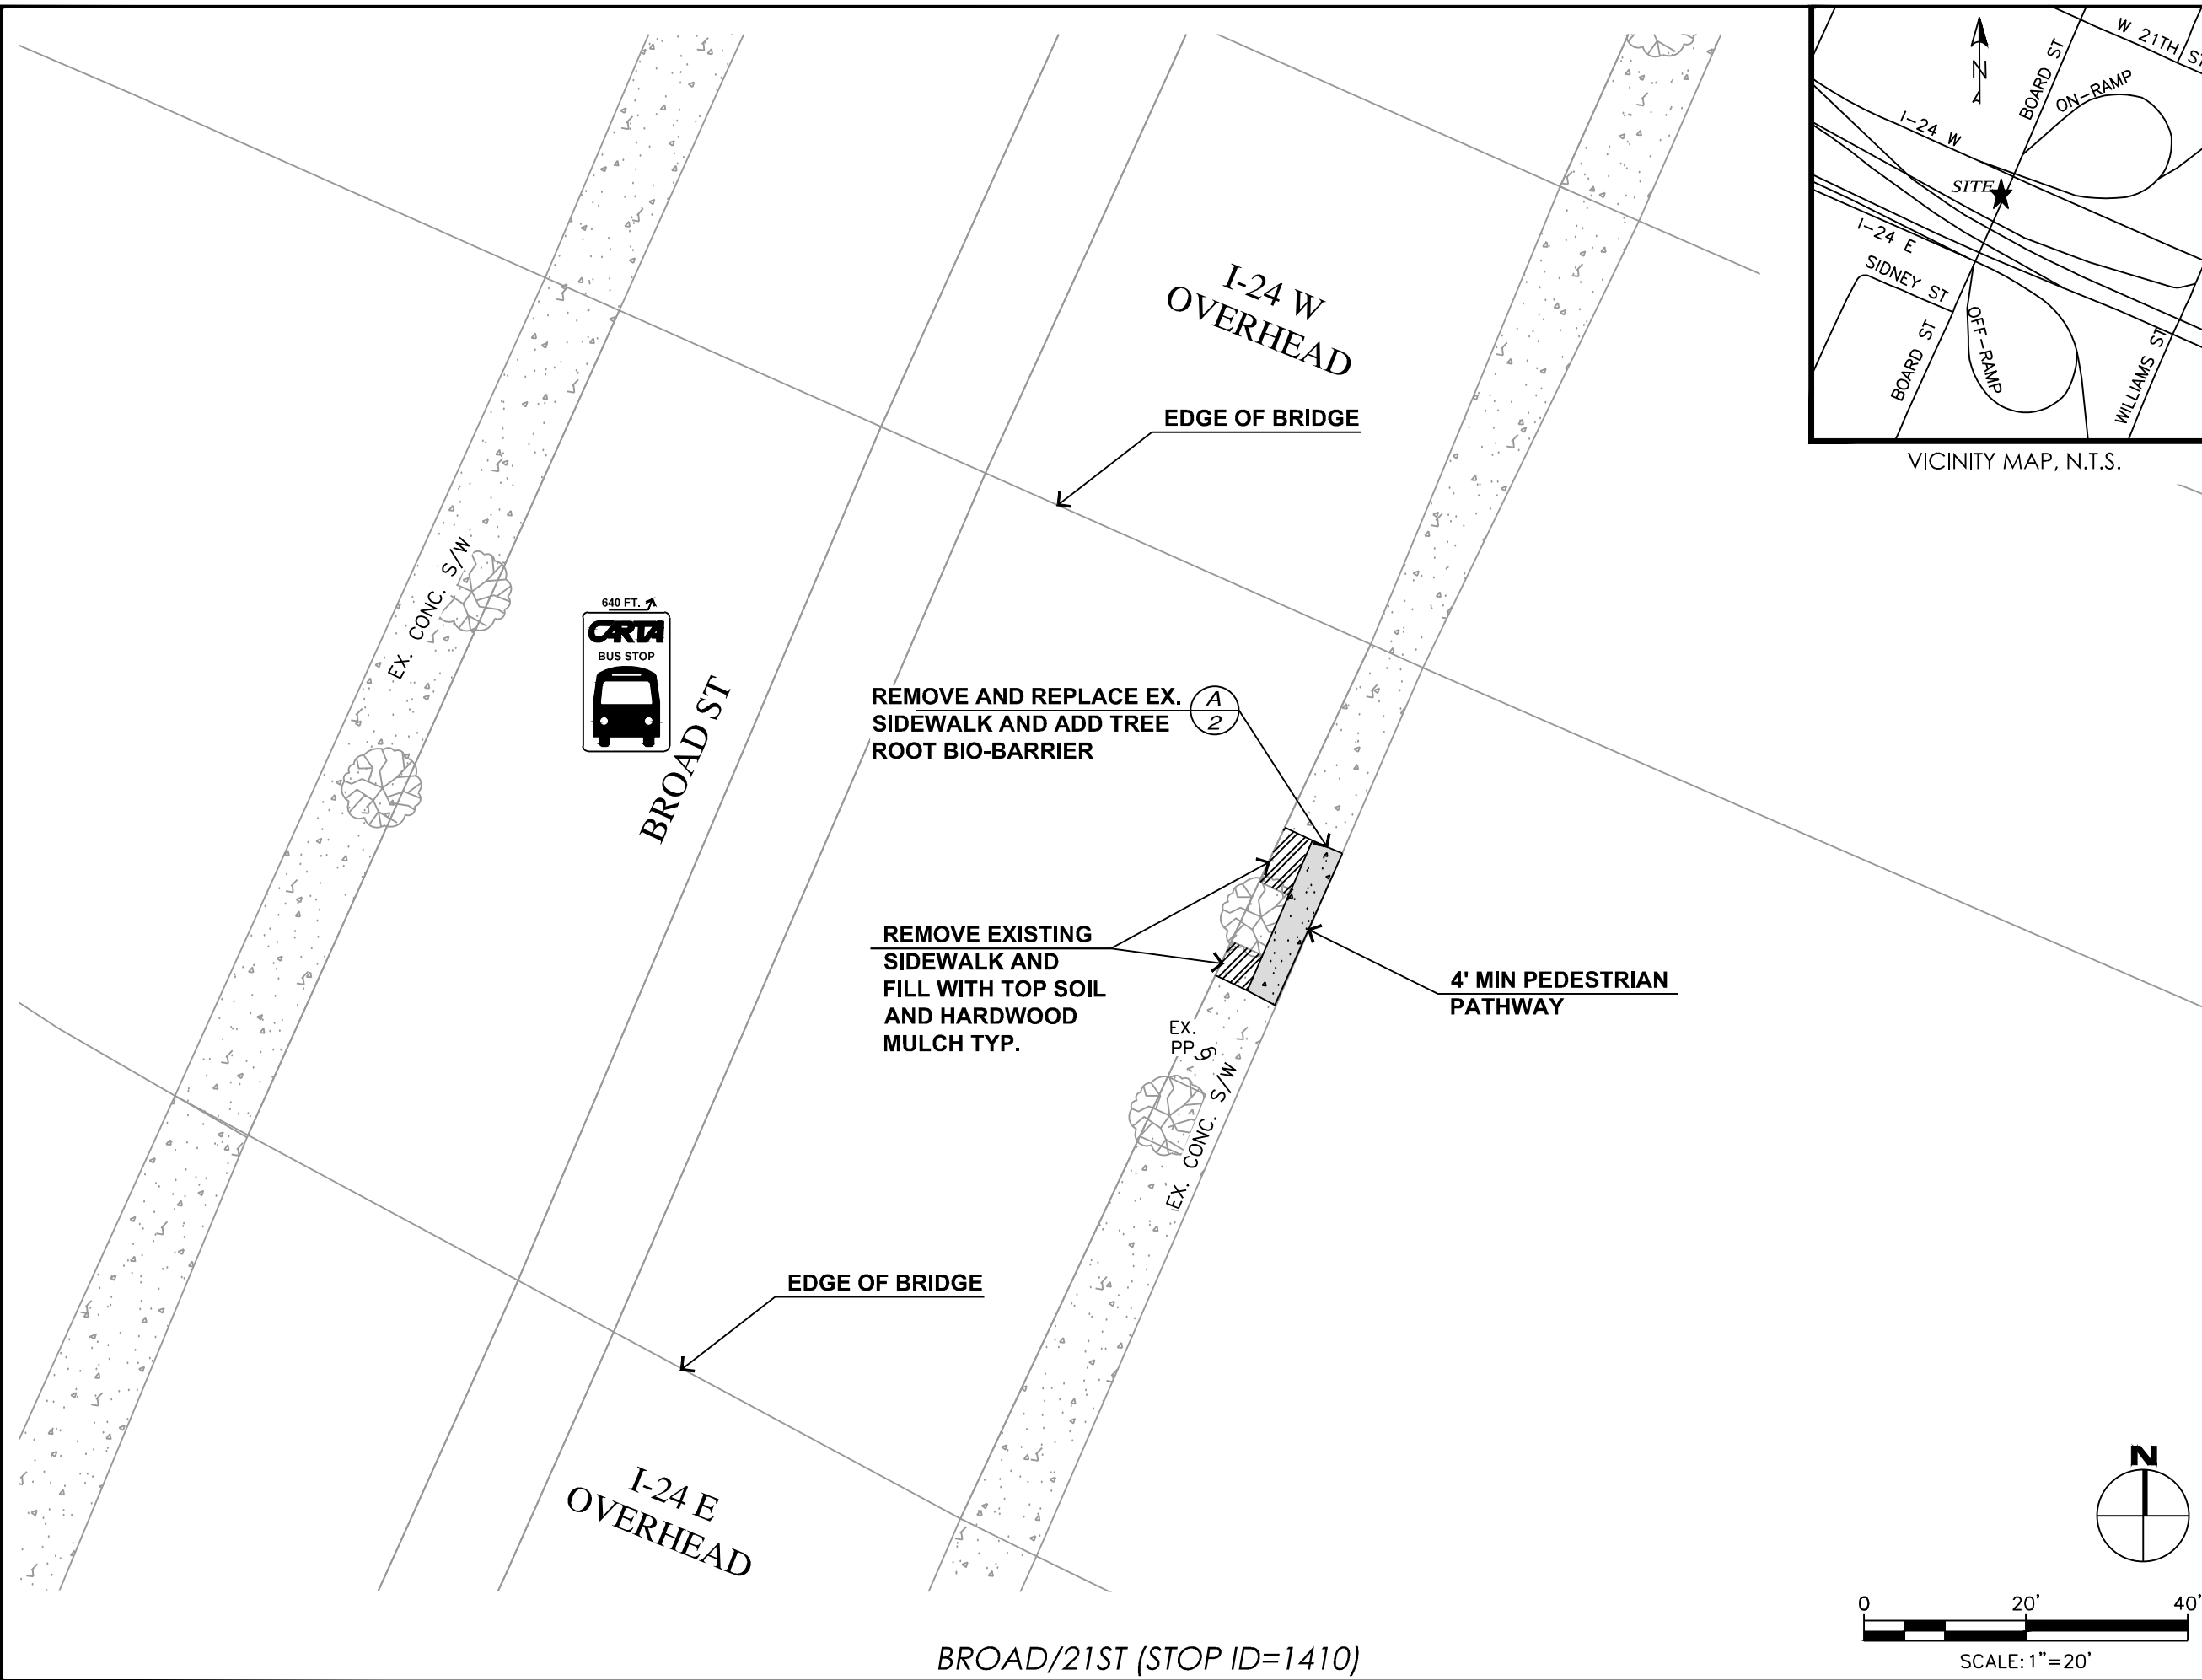 W 21TH ST
BOARD ST
N
ON-RAMP
I-24 W
SITE
I-24 E
SIDNEY ST
OFF-RAMP
BOARD ST
WILLIAMS ST
VICINITY MAP, N.T.S.
I-24 W
OVERHEAD
EDGE OF BRIDGE
EX. CONC. S/W
640 FT.
CARTA
BUS STOP
BROAD ST
REMOVE AND REPLACE EX.
SIDEWALK AND ADD TREE
ROOT BIO-BARRIER
A
2
REMOVE EXISTING
SIDEWALK AND
FILL WITH TOP SOIL
AND HARDWOOD
MULCH TYP.
4' MIN PEDESTRIAN
PATHWAY
EX.
PP
EX. CONC. S/W
EDGE OF BRIDGE
I-24 E
OVERHEAD
N
0 20' 40'
SCALE: 1"=20'
BROAD/21ST (STOP ID=1410)